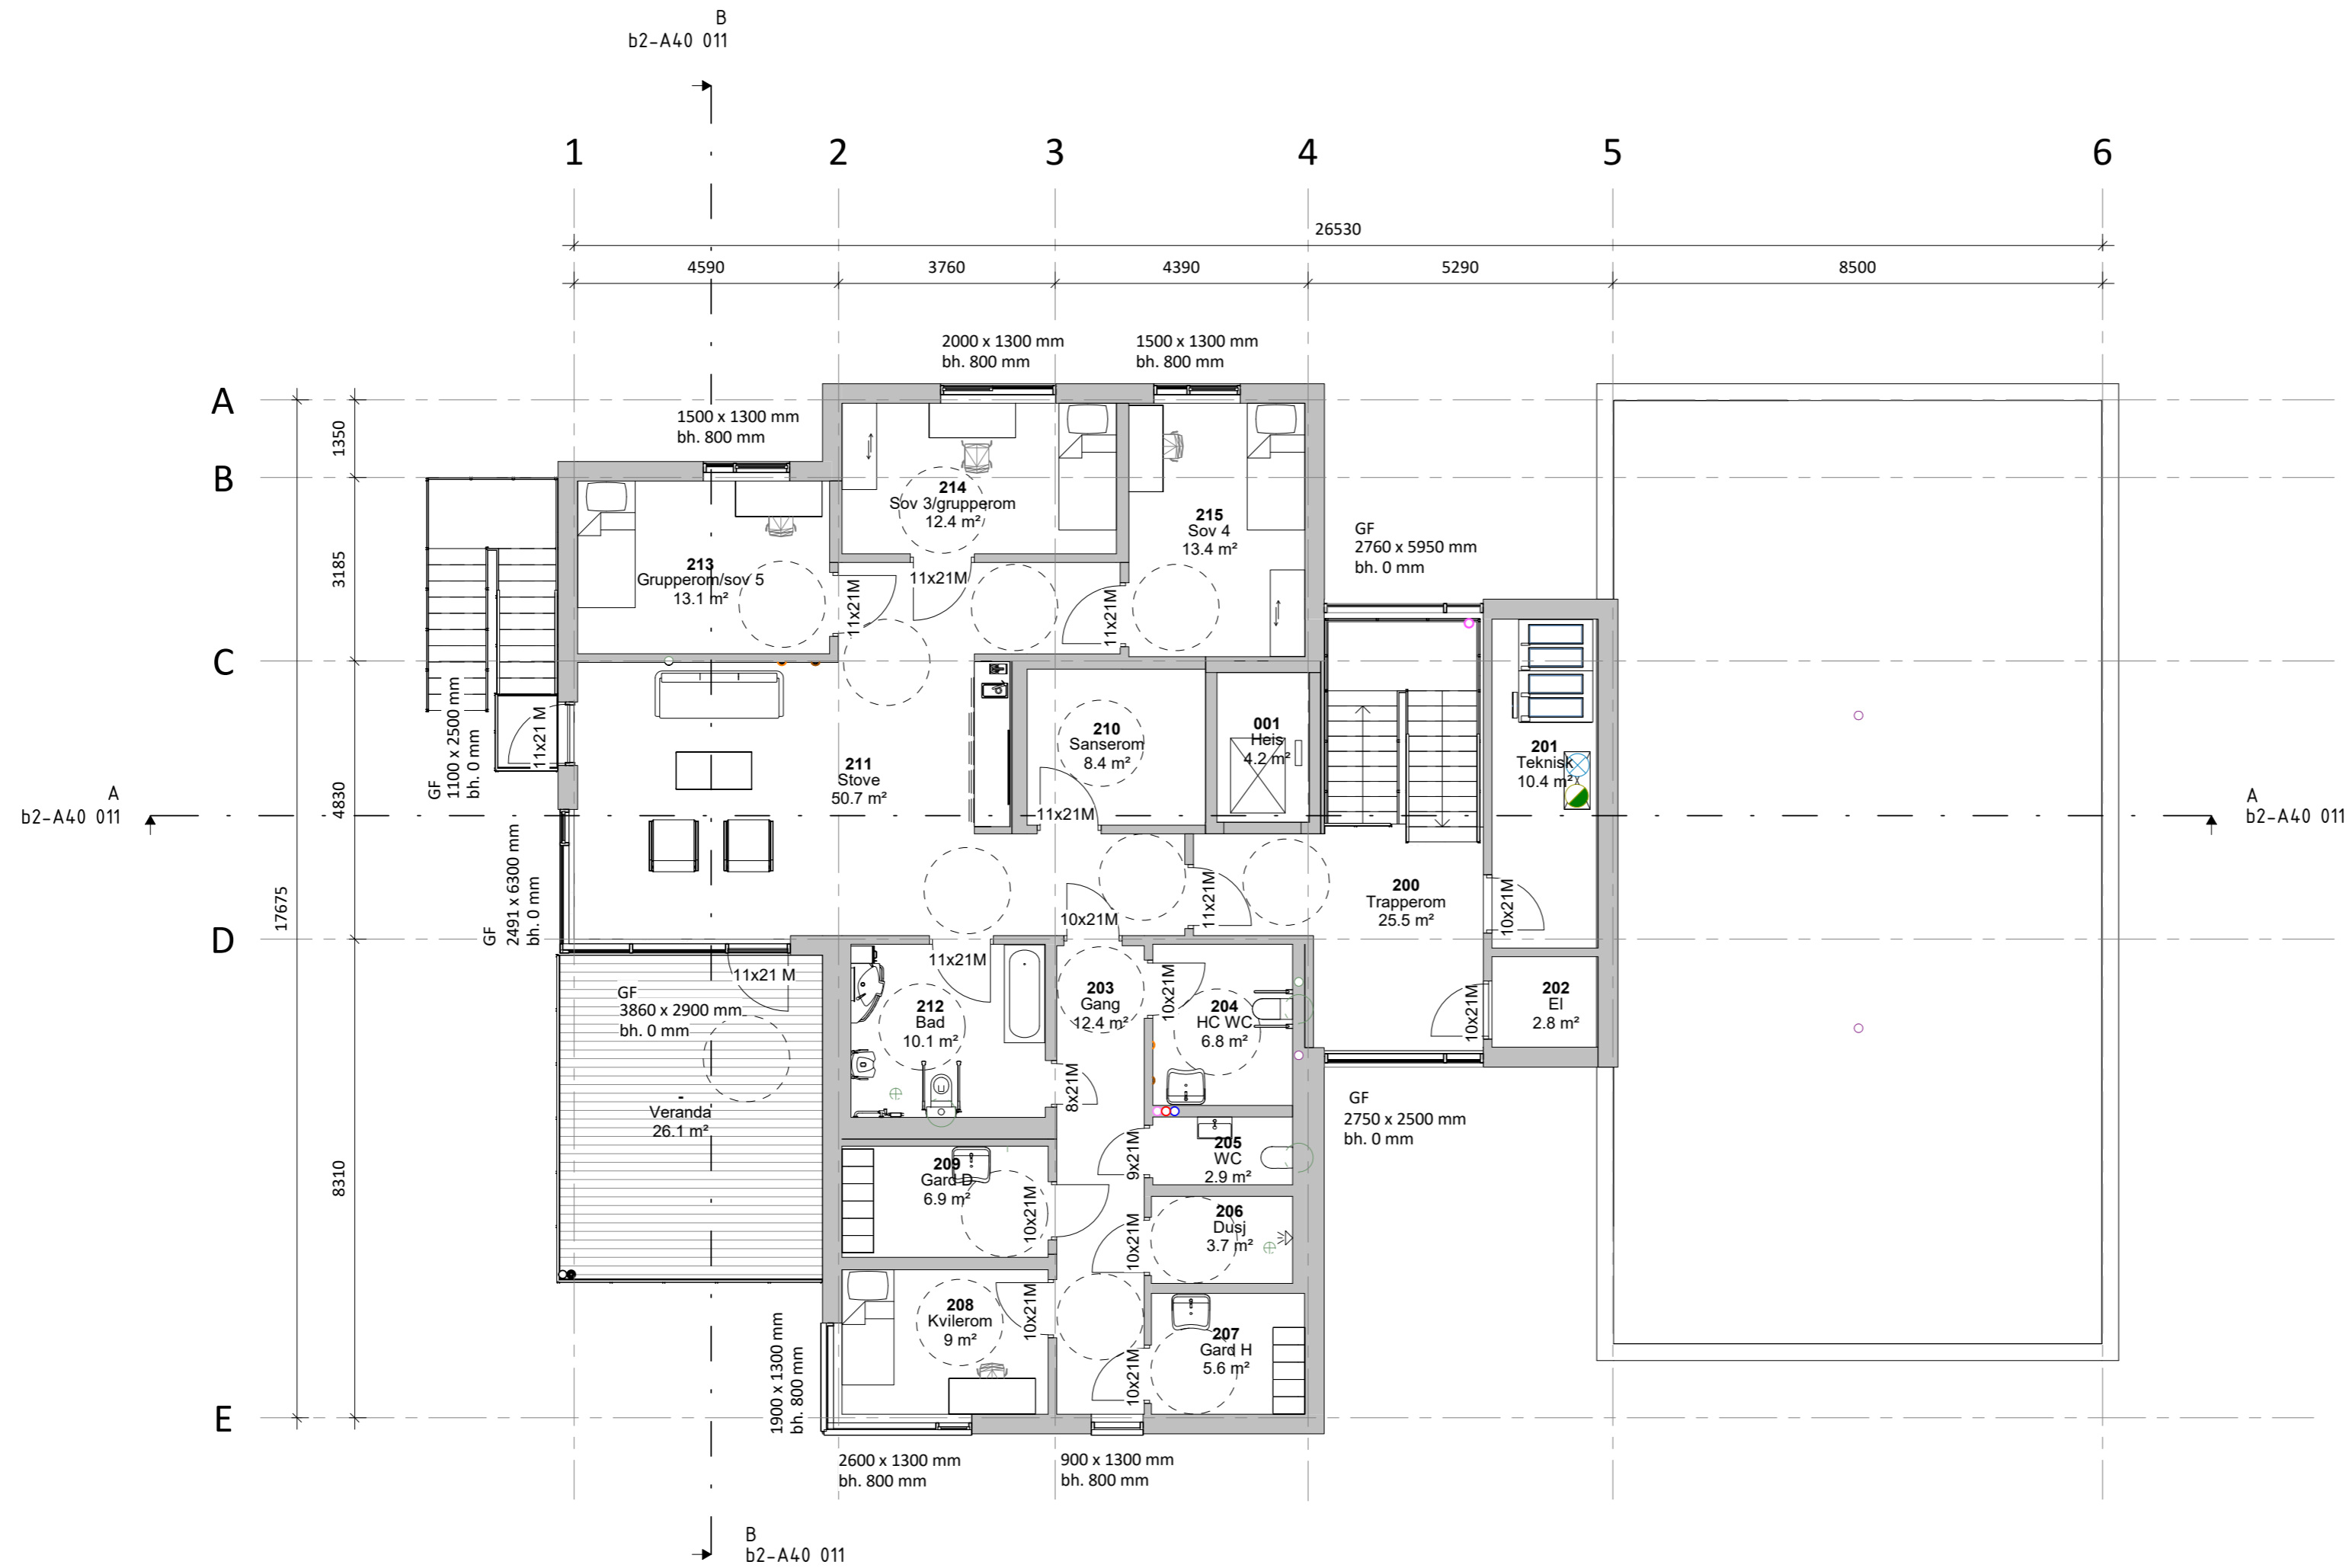 B
b2-A40 011
1
2
3
4
5
6
26530
4590
3760
4390
5290
8500
2000 x 1300 mm
bh. 800 mm
1500 x 1300 mm
bh. 800 mm
A
1500 x 1300 mm
bh. 800 mm
1350
B
214
Sov 3/grupperom
12.4 m²
215
Sov 4
13.4 m²
GF
2760 x 5950 mm
bh. 0 mm
3185
213
Grupperom/sov 5
13.1 m²
11x21M
11x21M
11x21M
C
GF
1100 x 2500 mm
bh. 0 mm
11x21 M
211
Stove
50.7 m²
210
Sanserom
8.4 m²
11x21M
001
Heis
4.2 m²
201
Teknisk
10.4 m²
A
b2-A40 011
A
b2-A40 011
4830
17675
GF
2491 x 6300 mm
bh. 0 mm
200
Trapperom
25.5 m²
11x21M
10x21M
10x21M
D
11x21 M
11x21M
GF
3860 x 2900 mm
bh. 0 mm
212
Bad
10.1 m²
203
Gang
12.4 m²
10x21M
204
HC WC
6.8 m²
10x21M
202
El
2.8 m²
8x21M
-
Veranda
26.1 m²
GF
2750 x 2500 mm
bh. 0 mm
8310
209
Gard D
6.9 m²
10x21M
9x21M
205
WC
2.9 m²
10x21M
206
Dusj
3.7 m²
208
Kvilerom
9 m²
10x21M
10x21M
207
Gard H
5.6 m²
1900 x 1300 mm
bh. 800 mm
E
2600 x 1300 mm
bh. 800 mm
900 x 1300 mm
bh. 800 mm
B
b2-A40 011